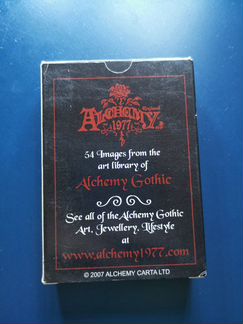 ALCHEMY
1977
54 Images from the
art library of
Alchemy Gothic
See all of the Alchemy Gothic
Art, Jewellery, Lifestyle
at
www.alchemy1977.com
© 2007 ALCHEMY CARTA LTD